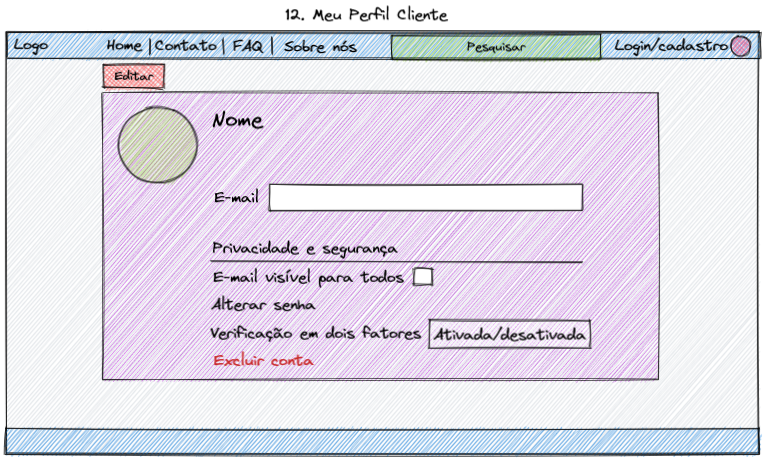 12. Meu Perfil Cliente
Logo Home | Contato | FAQ | Sobre nós Pesquisar Login/cadastro
Editar
Nome
E-mail
Privacidade e segurança
E-mail visível para todos
Alterar senha
Verificação em dois fatores Ativada/desativada
Excluir conta